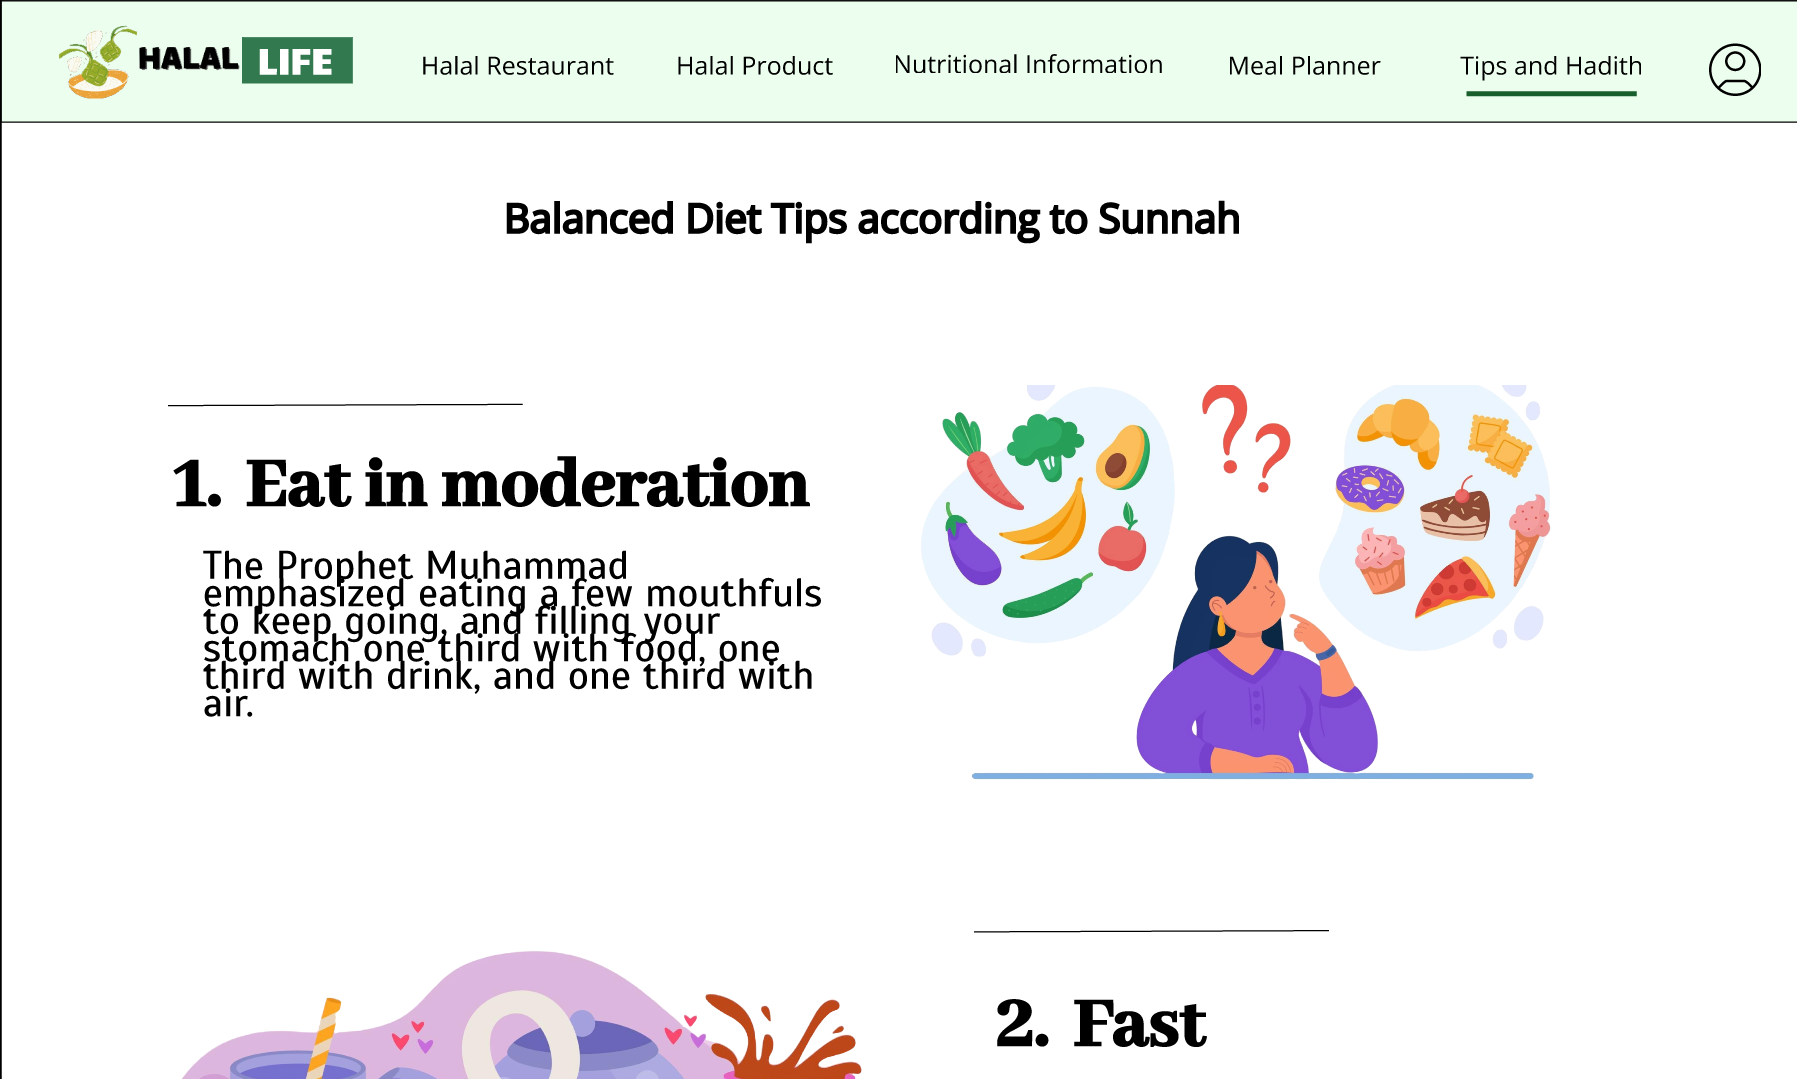 HALAL LIFE
Halal Restaurant
Halal Product
Nutritional Information
Meal Planner
Tips and Hadith
Balanced Diet Tips according to Sunnah
1. Eat in moderation
The Prophet Muhammad
emphasized eating a few mouthfuls
to keep going, and filling your
stomach one third with food, one
third with drink, and one third with
air.
??
2. Fast